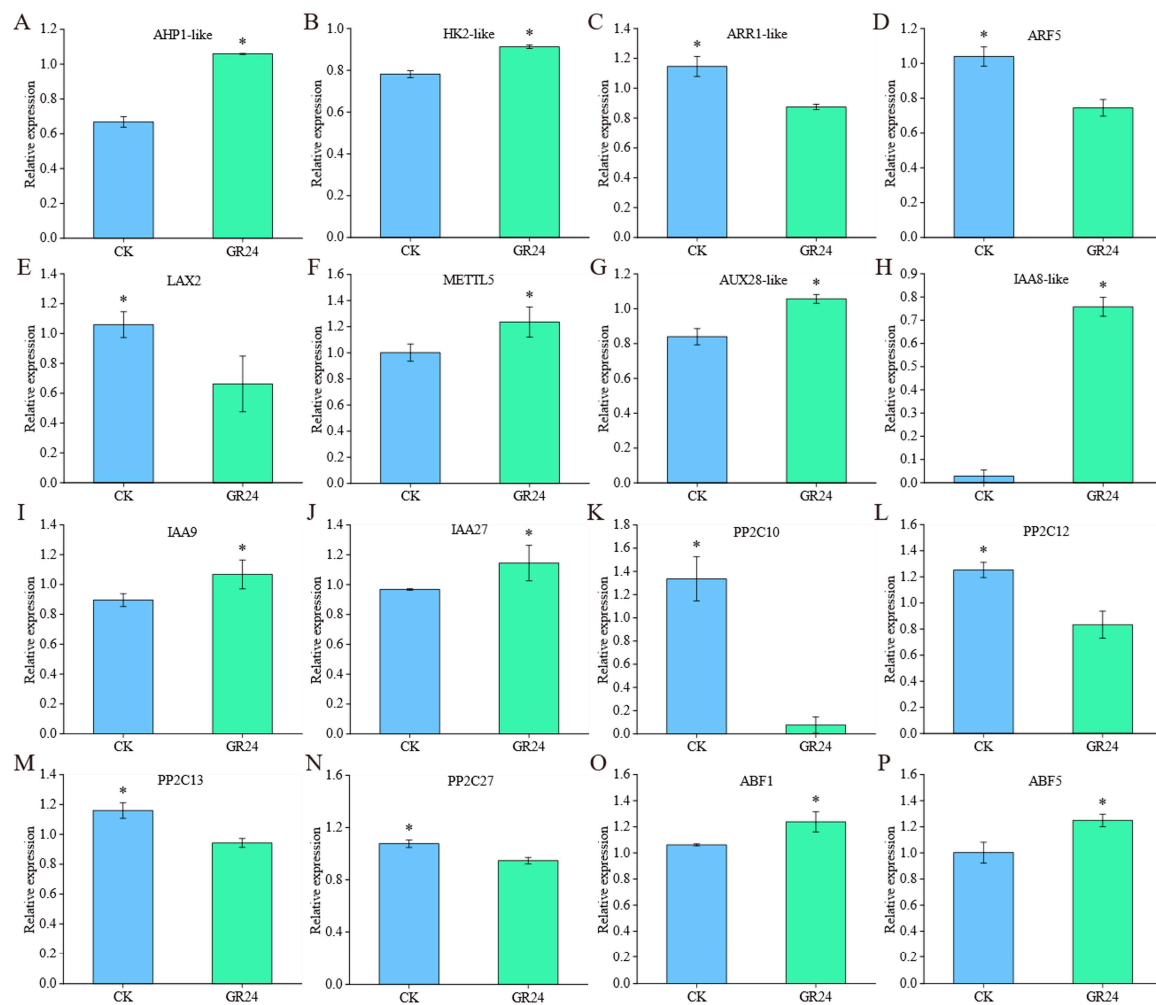 A
AHP1-like
*
Relative expression
1.2
1.0
0.8
0.6
0.4
0.2
0.0
CK
GR24
B
HK2-like
*
Relative expression
1.0
0.8
0.6
0.4
0.2
0.0
CK
GR24
C
ARR1-like
*
Relative expression
1.4
1.2
1.0
0.8
0.6
0.4
0.2
0.0
CK
GR24
D
ARF5
*
Relative expression
1.2
1.0
0.8
0.6
0.4
0.2
0.0
CK
GR24
E
LAX2
*
Relative expression
1.4
1.2
1.0
0.8
0.6
0.4
0.2
0.0
CK
GR24
F
METTL5
*
Relative expression
1.6
1.4
1.2
1.0
0.8
0.6
0.4
0.2
0.0
CK
GR24
G
AUX28-like
*
Relative expression
1.2
1.0
0.8
0.6
0.4
0.2
0.0
CK
GR24
H
IAA8-like
*
Relative expression
0.9
0.8
0.7
0.6
0.5
0.4
0.3
0.2
0.1
0.0
CK
GR24
I
IAA9
*
Relative expression
1.4
1.2
1.0
0.8
0.6
0.4
0.2
0.0
CK
GR24
J
IAA27
*
Relative expression
1.4
1.2
1.0
0.8
0.6
0.4
0.2
0.0
CK
GR24
K
PP2C10
*
Relative expression
1.8
1.6
1.4
1.2
1.0
0.8
0.6
0.4
0.2
0.0
CK
GR24
L
PP2C12
*
Relative expression
1.6
1.4
1.2
1.0
0.8
0.6
0.4
0.2
0.0
CK
GR24
M
PP2C13
*
Relative expression
1.4
1.2
1.0
0.8
0.6
0.4
0.2
0.0
CK
GR24
N
PP2C27
*
Relative expression
1.6
1.4
1.2
1.0
0.8
0.6
0.4
0.2
0.0
CK
GR24
O
ABF1
*
Relative expression
1.6
1.4
1.2
1.0
0.8
0.6
0.4
0.2
0.0
CK
GR24
P
ABF5
*
Relative expression
1.6
1.4
1.2
1.0
0.8
0.6
0.4
0.2
0.0
CK
GR24